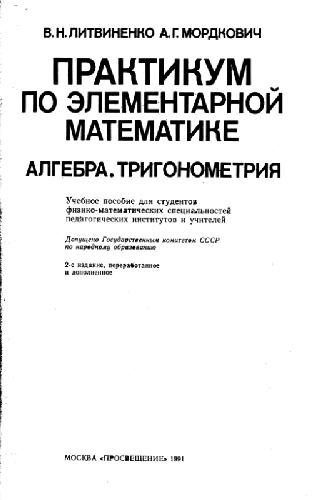 В. Н. ЛИТВИНЕНКО А. Г. МОРДКОВИЧ
ПРАКТИКУМ
ПО ЭЛЕМЕНТАРНОЙ
МАТЕМАТИКЕ
АЛГЕБРА. ТРИГОНОМЕТРИЯ
Учебное пособие для студентов
физико-математических специальностей
педагогических институтов и учителей
Допущено Государственным комитетом СССР
по народному образованию
2-е издание, переработанное
и дополненное
МОСКВА «ПРОСВЕЩЕНИЕ» 1991